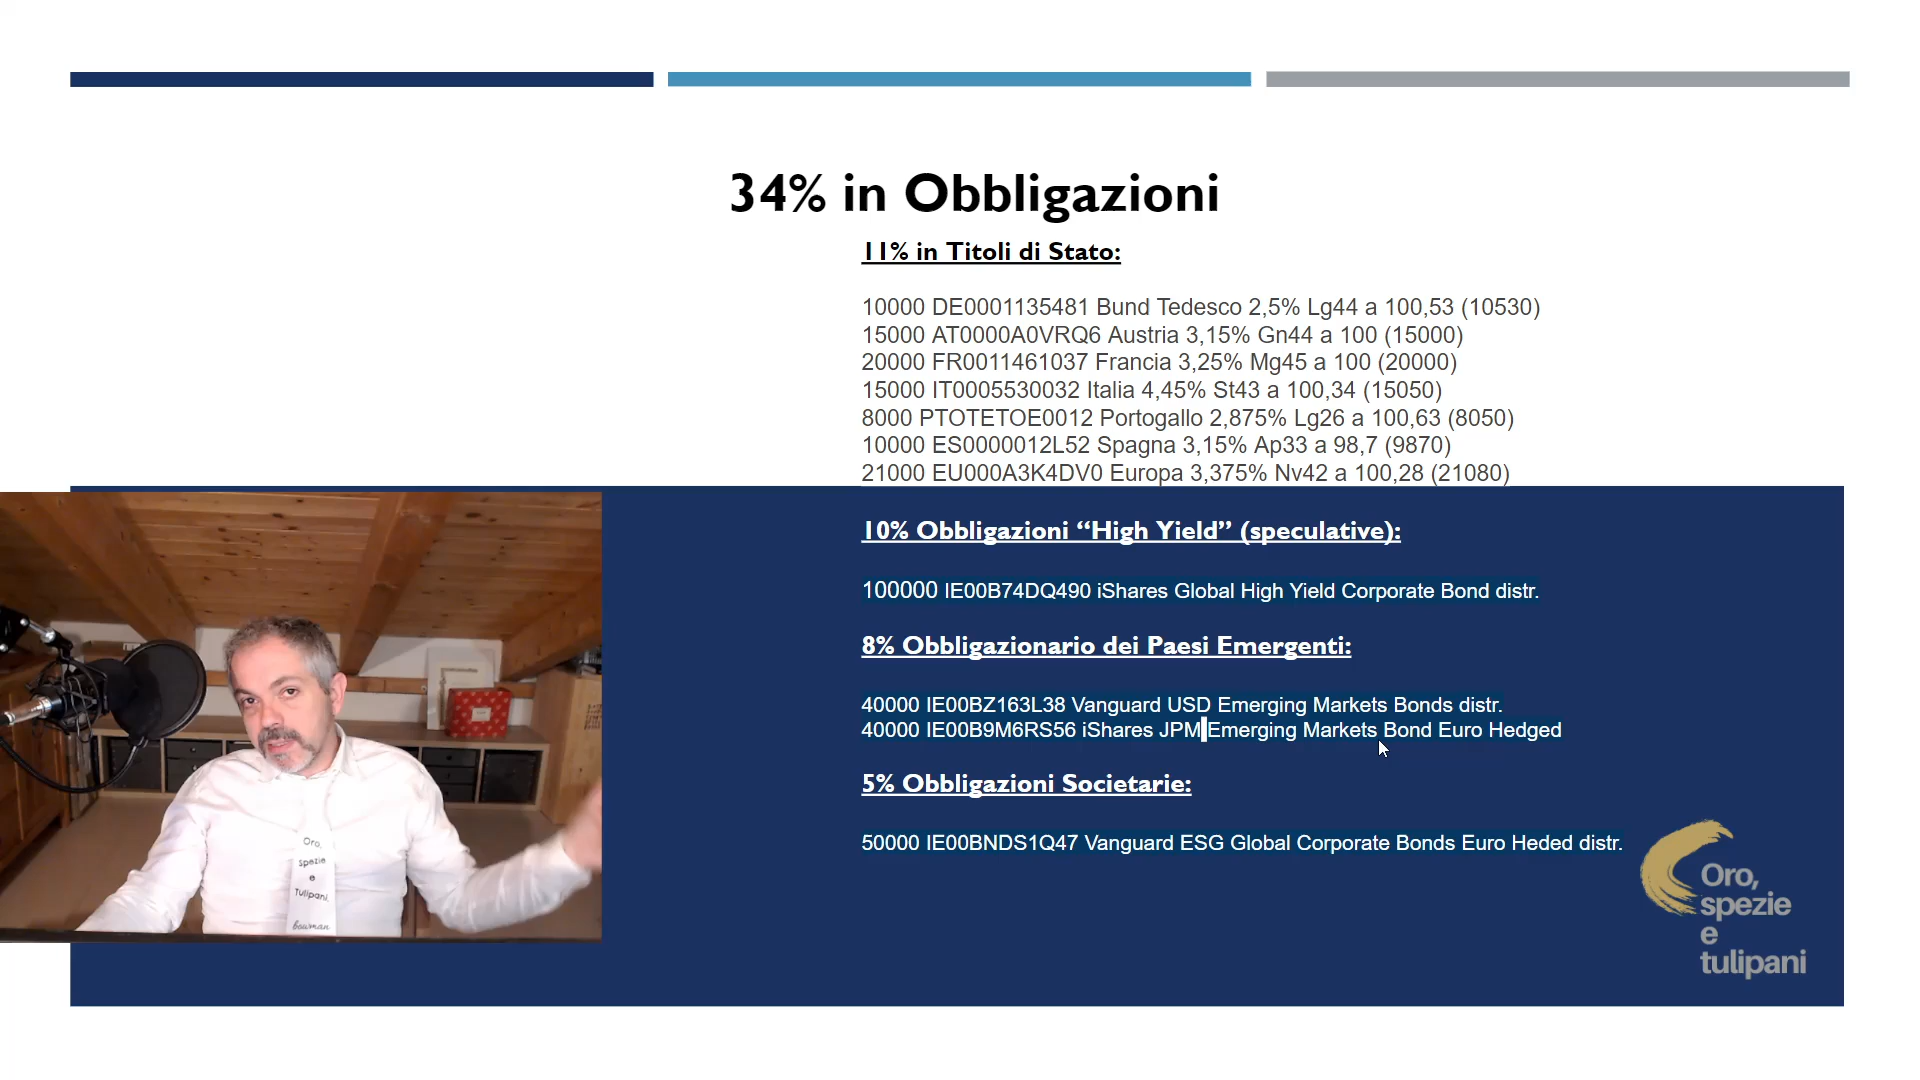 34% in Obbligazioni
11% in Titoli di Stato:
10000 DE0001135481 Bund Tedesco 2,5% Lg44 a 100,53 (10530)
15000 AT0000A0VRQ6 Austria 3,15% Gn44 a 100 (15000)
20000 FR0011461037 Francia 3,25% Mg45 a 100 (20000)
15000 IT0005530032 Italia 4,45% St43 a 100,34 (15050)
8000 PTOTETOE0012 Portogallo 2,875% Lg26 a 100,63 (8050)
10000 ES0000012L52 Spagna 3,15% Ap33 a 98,7 (9870)
21000 EU000A3K4DV0 Europa 3,375% Nv42 a 100,28 (21080)
10% Obbligazioni “High Yield” (speculative):
100000 IE00B74DQ490 iShares Global High Yield Corporate Bond distr.
8% Obbligazionario dei Paesi Emergenti:
40000 IE00BZ163L38 Vanguard USD Emerging Markets Bonds distr.
40000 IE00B9M6RS56 iShares JPM Emerging Markets Bond Euro Hedged
5% Obbligazioni Societarie:
50000 IE00BNDS1Q47 Vanguard ESG Global Corporate Bonds Euro Heded distr.
Oro,
spezie
e
Tulipani.
bauman
Oro,
spezie
e
tulipani